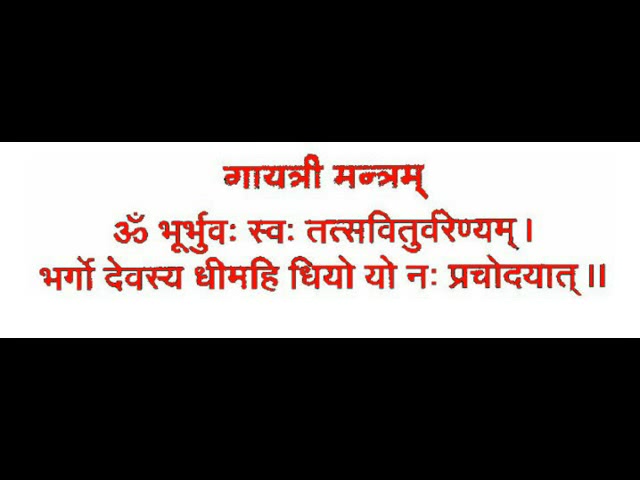 गायत्री मन्त्रम्
ॐ भूर्भुवः स्वः तत्सवितुर्वरेण्यम् ।
भर्गो देवस्य धीमहि धियो यो नः प्रचोदयात् ॥